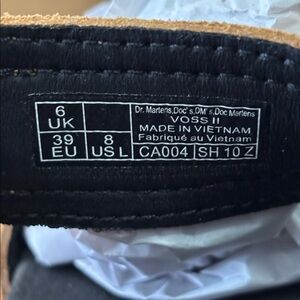 6 UK
39 EU
8 US L
Dr. Martens,Doc's,DM's,Doc Martens
VOSS II
MADE IN VIETNAM
Fabriqué au Vietnam
CA004 SH 10 Z